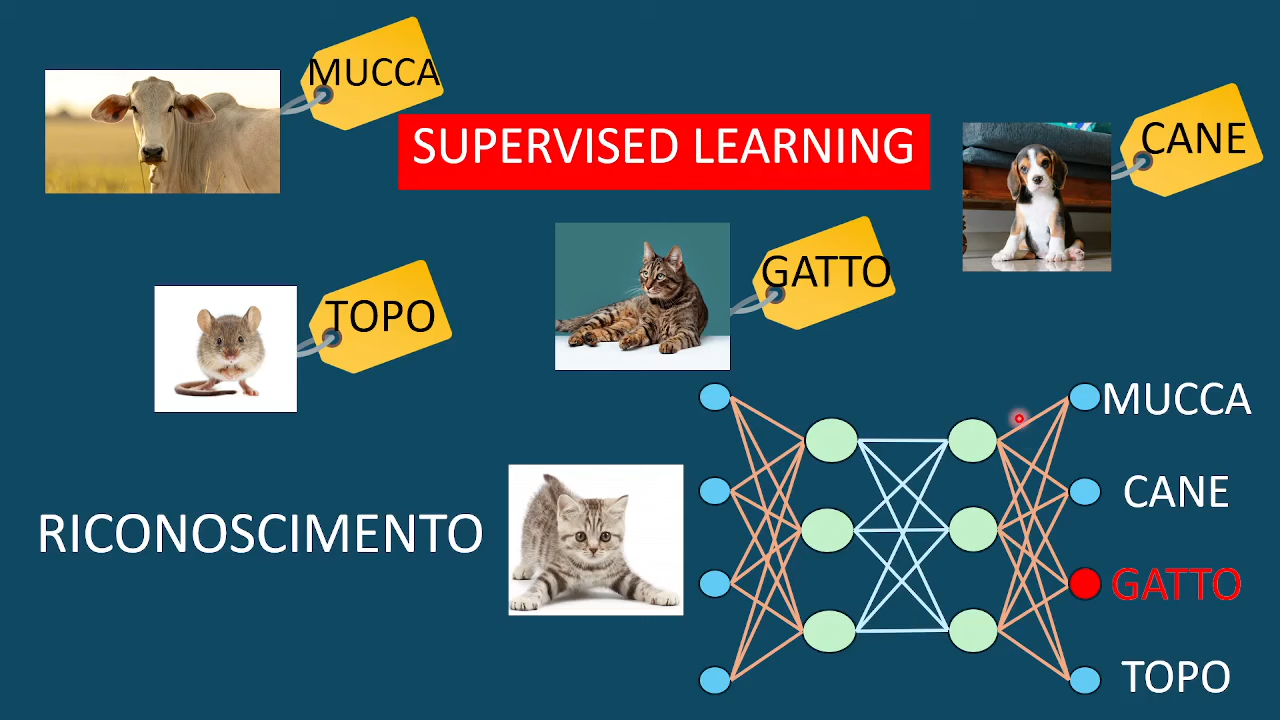 MUCCA
SUPERVISED LEARNING
CANE
GATTO
TOPO
MUCCA
CANE
RICONOSCIMENTO
GATTO
TOPO